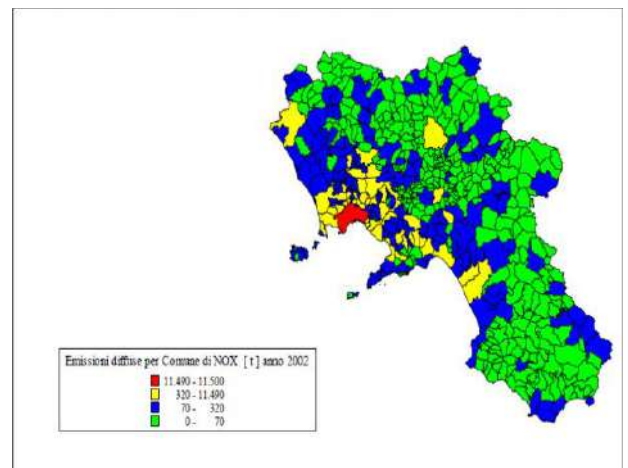 Emissioni diffuse per Comune di NOX [ t ] anno 2002
11.490 - 11.500
320 - 11.490
70 - 320
0 - 70